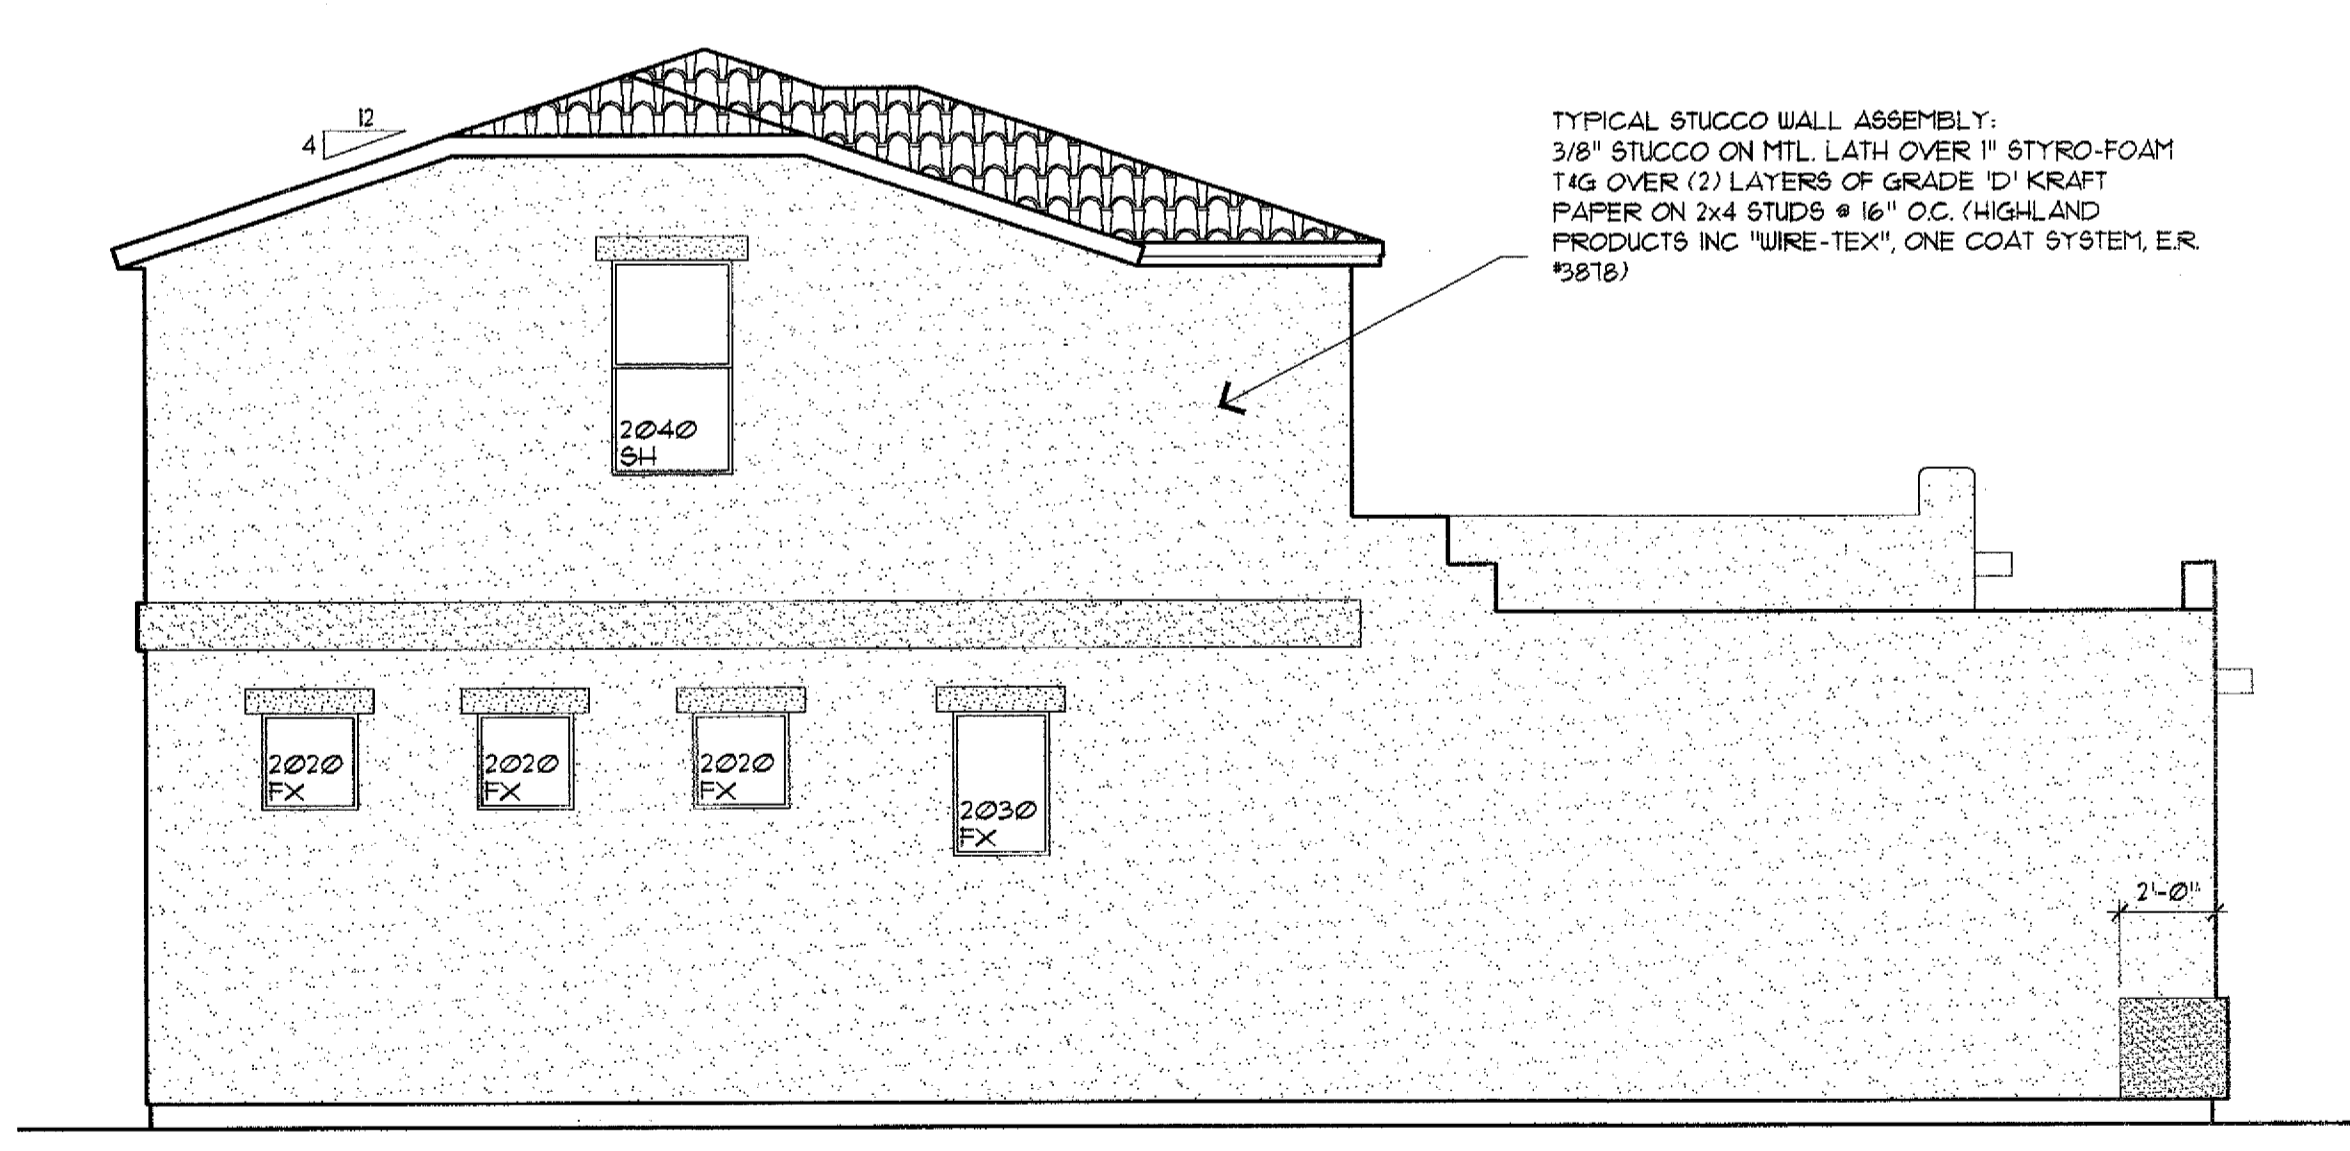 12
4
TYPICAL STUCCO WALL ASSEMBLY:
3/8" STUCCO ON MTL. LATH OVER 1" STYRO-FOAM
T&G OVER (2) LAYERS OF GRADE 'D' KRAFT
PAPER ON 2x4 STUDS @ 16" O.C. (HIGHLAND
PRODUCTS INC "WIRE-TEX", ONE COAT SYSTEM, E.R.
#3878)
2040
SH
2020
FX
2020
FX
2020
FX
2030
FX
2'-0"